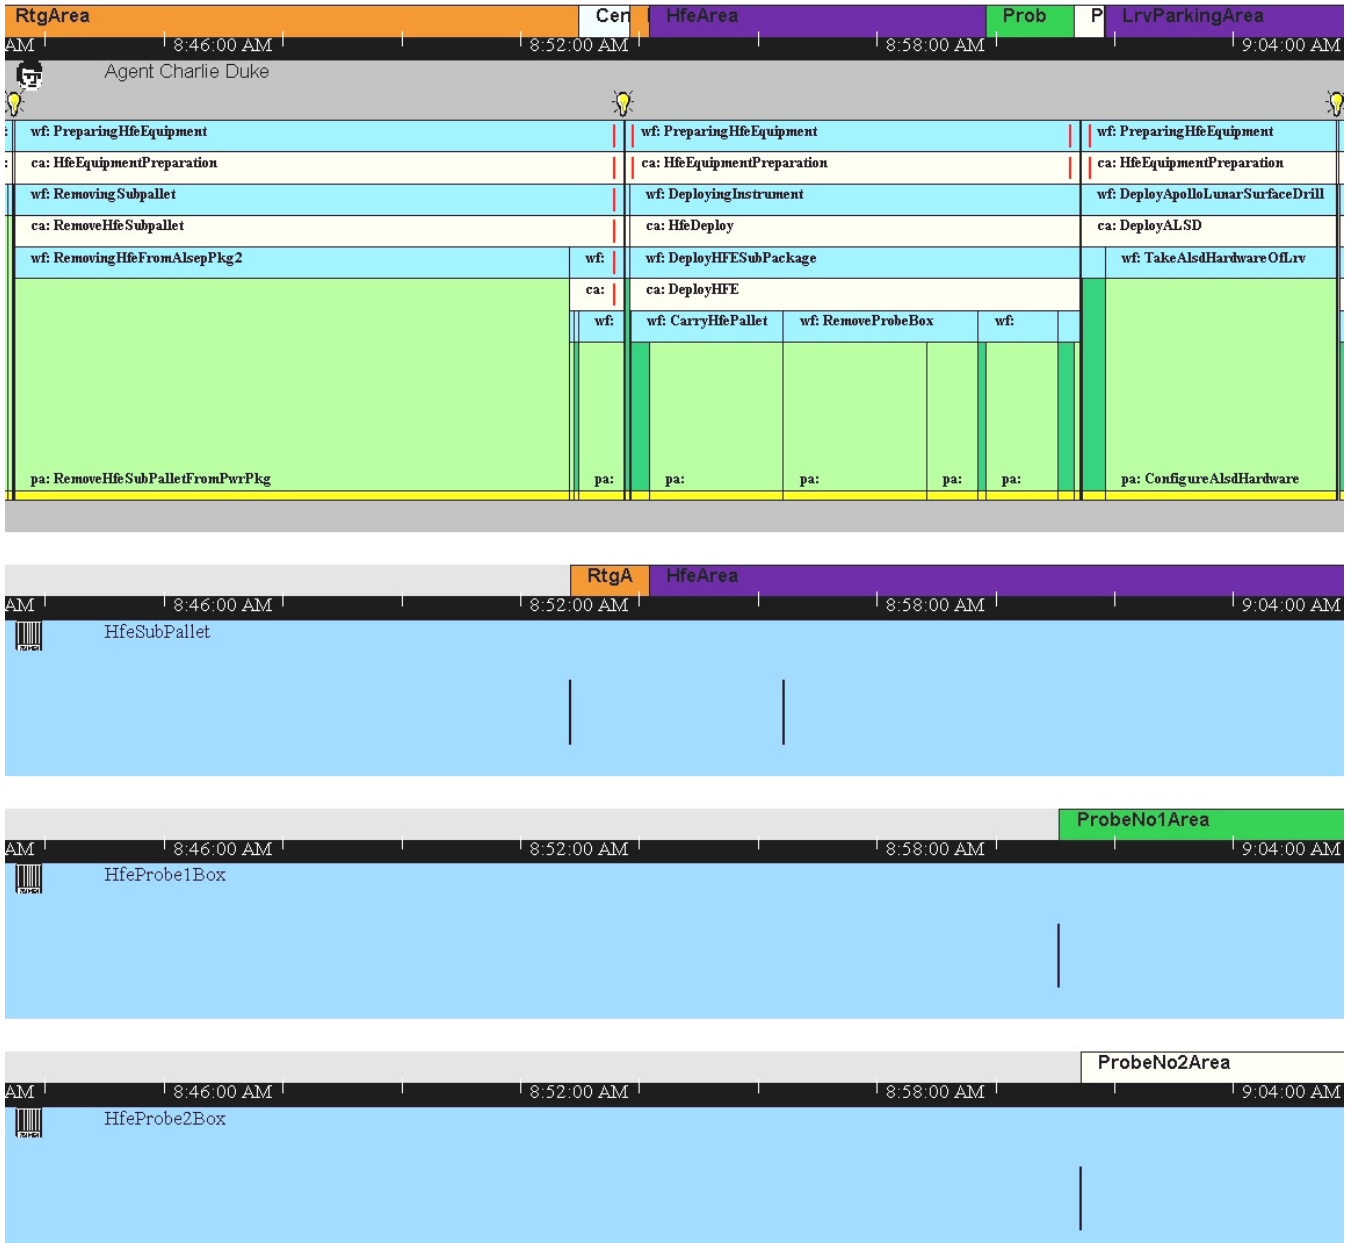 RtgArea Cen HfeArea Prob P LrvParkingArea
AM 8:46:00 AM 8:52:00 AM 8:58:00 AM 9:04:00 AM
Agent Charlie Duke
wf: PreparingHfeEquipment wf: PreparingHfeEquipment wf: PreparingHfeEquipment
ca: HfeEquipmentPreparation ca: HfeEquipmentPreparation ca: HfeEquipmentPreparation
wf: RemovingSubpallet wf: DeployingInstrument wf: DeployApolloLunarSurfaceDrill
ca: RemoveHfeSubpallet ca: HfeDeploy ca: DeployALSD
wf: RemovingHfeFromAlsepPkg2 wf: wf: DeployHFESubPackage wf: TakeAlsdHardwareOfLrv
ca: ca: DeployHFE
wf: wf: CarryHfePallet wf: RemoveProbeBox wf:
pa: RemoveHfeSubPalletFromPwrPkg pa: pa: pa: pa: pa: pa: ConfigureAlsdHardware
RtgA HfeArea
AM 8:46:00 AM 8:52:00 AM 8:58:00 AM 9:04:00 AM
HfeSubPallet
ProbeNo1Area
AM 8:46:00 AM 8:52:00 AM 8:58:00 AM 9:04:00 AM
HfeProbe1Box
ProbeNo2Area
AM 8:46:00 AM 8:52:00 AM 8:58:00 AM 9:04:00 AM
HfeProbe2Box